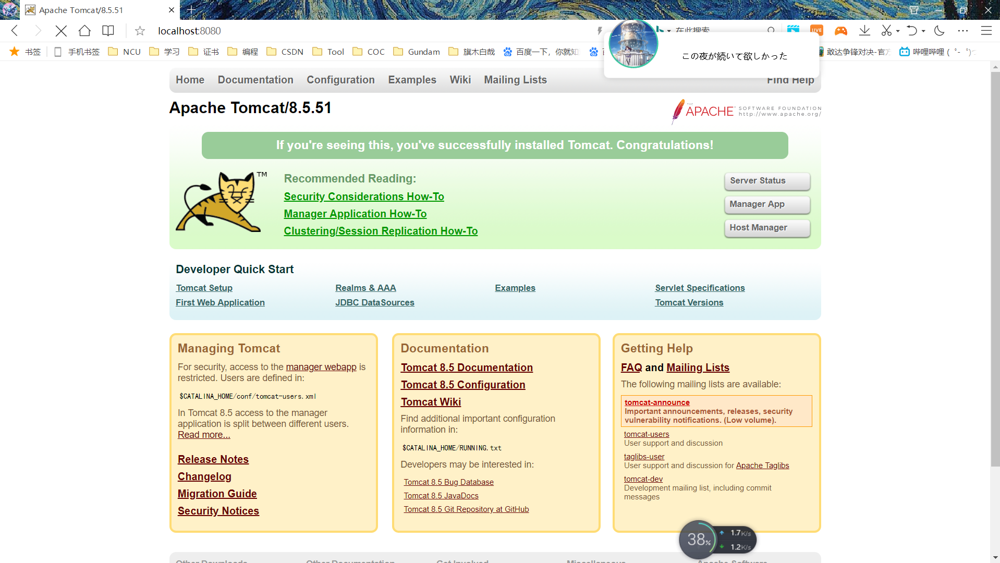 Apache Tomcat/8.5.51
localhost:8080
在此搜索
LIVE
书签
手机书签
NCU
学习
证书
编程
CSDN
Tool
COC
Gundam
旗木白哉
百度一下，你就知
敢达争锋对决-官
哔哩哔哩 (゜-゜)
この夜が続いて欲しかった
Home Documentation Configuration Examples Wiki Mailing Lists Find Help
Apache Tomcat/8.5.51
THE APACHE SOFTWARE FOUNDATION
http://www.apache.org/
If you're seeing this, you've successfully installed Tomcat. Congratulations!
TM
Recommended Reading:
Security Considerations How-To
Manager Application How-To
Clustering/Session Replication How-To
Server Status
Manager App
Host Manager
Developer Quick Start
Tomcat Setup
First Web Application
Realms & AAA
JDBC DataSources
Examples
Servlet Specifications
Tomcat Versions
Managing Tomcat
For security, access to the manager webapp is
restricted. Users are defined in:
$CATALINA_HOME/conf/tomcat-users.xml
In Tomcat 8.5 access to the manager
application is split between different users.
Read more...
Release Notes
Changelog
Migration Guide
Security Notices
Documentation
Tomcat 8.5 Documentation
Tomcat 8.5 Configuration
Tomcat Wiki
Find additional important configuration
information in:
$CATALINA_HOME/RUNNING.txt
Developers may be interested in:
Tomcat 8.5 Bug Database
Tomcat 8.5 JavaDocs
Tomcat 8.5 Git Repository at GitHub
Getting Help
FAQ and Mailing Lists
The following mailing lists are available:
tomcat-announce
Important announcements, releases, security
vulnerability notifications. (Low volume).
tomcat-users
User support and discussion
taglibs-user
User support and discussion for Apache Taglibs
tomcat-dev
Development mailing list, including commit
messages
38%
1.7K/s
1.2K/s
Other Downloads Other Documentation Get Involved Miscellaneous Apache Software